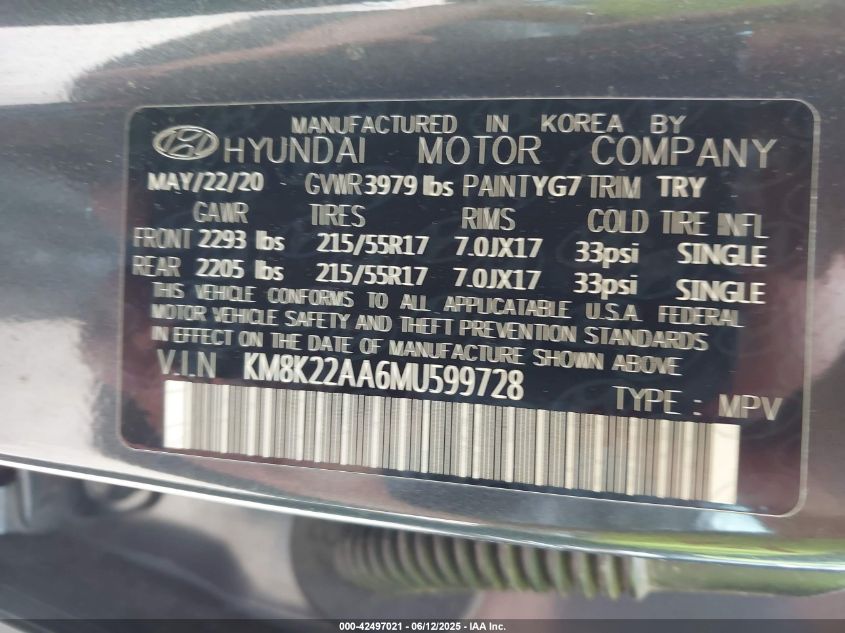 MANUFACTURED IN KOREA BY
HYUNDAI MOTOR COMPANY
MAY/22/20 GVWR 3979 lbs PAINT YG7 TRIM TRY
GAWR TIRES RIMS COLD TIRE INFL
FRONT 2293 lbs 215/55R17 7.0JX17 33psi SINGLE
REAR 2205 lbs 215/55R17 7.0JX17 33psi SINGLE
THIS VEHICLE CONFORMS TO ALL APPLICATABLE U.S.A. FEDERAL
MOTOR VEHICLE SAFETY AND THEFT PREVENTION STANDARDS
IN EFFECT ON THE DATE OF MANUFACTURE SHOWN ABOVE.
V.I.N KM8K22AA6MU599728
TYPE : MPV
000-42497021 - 06/12/2025 - IAA Inc.